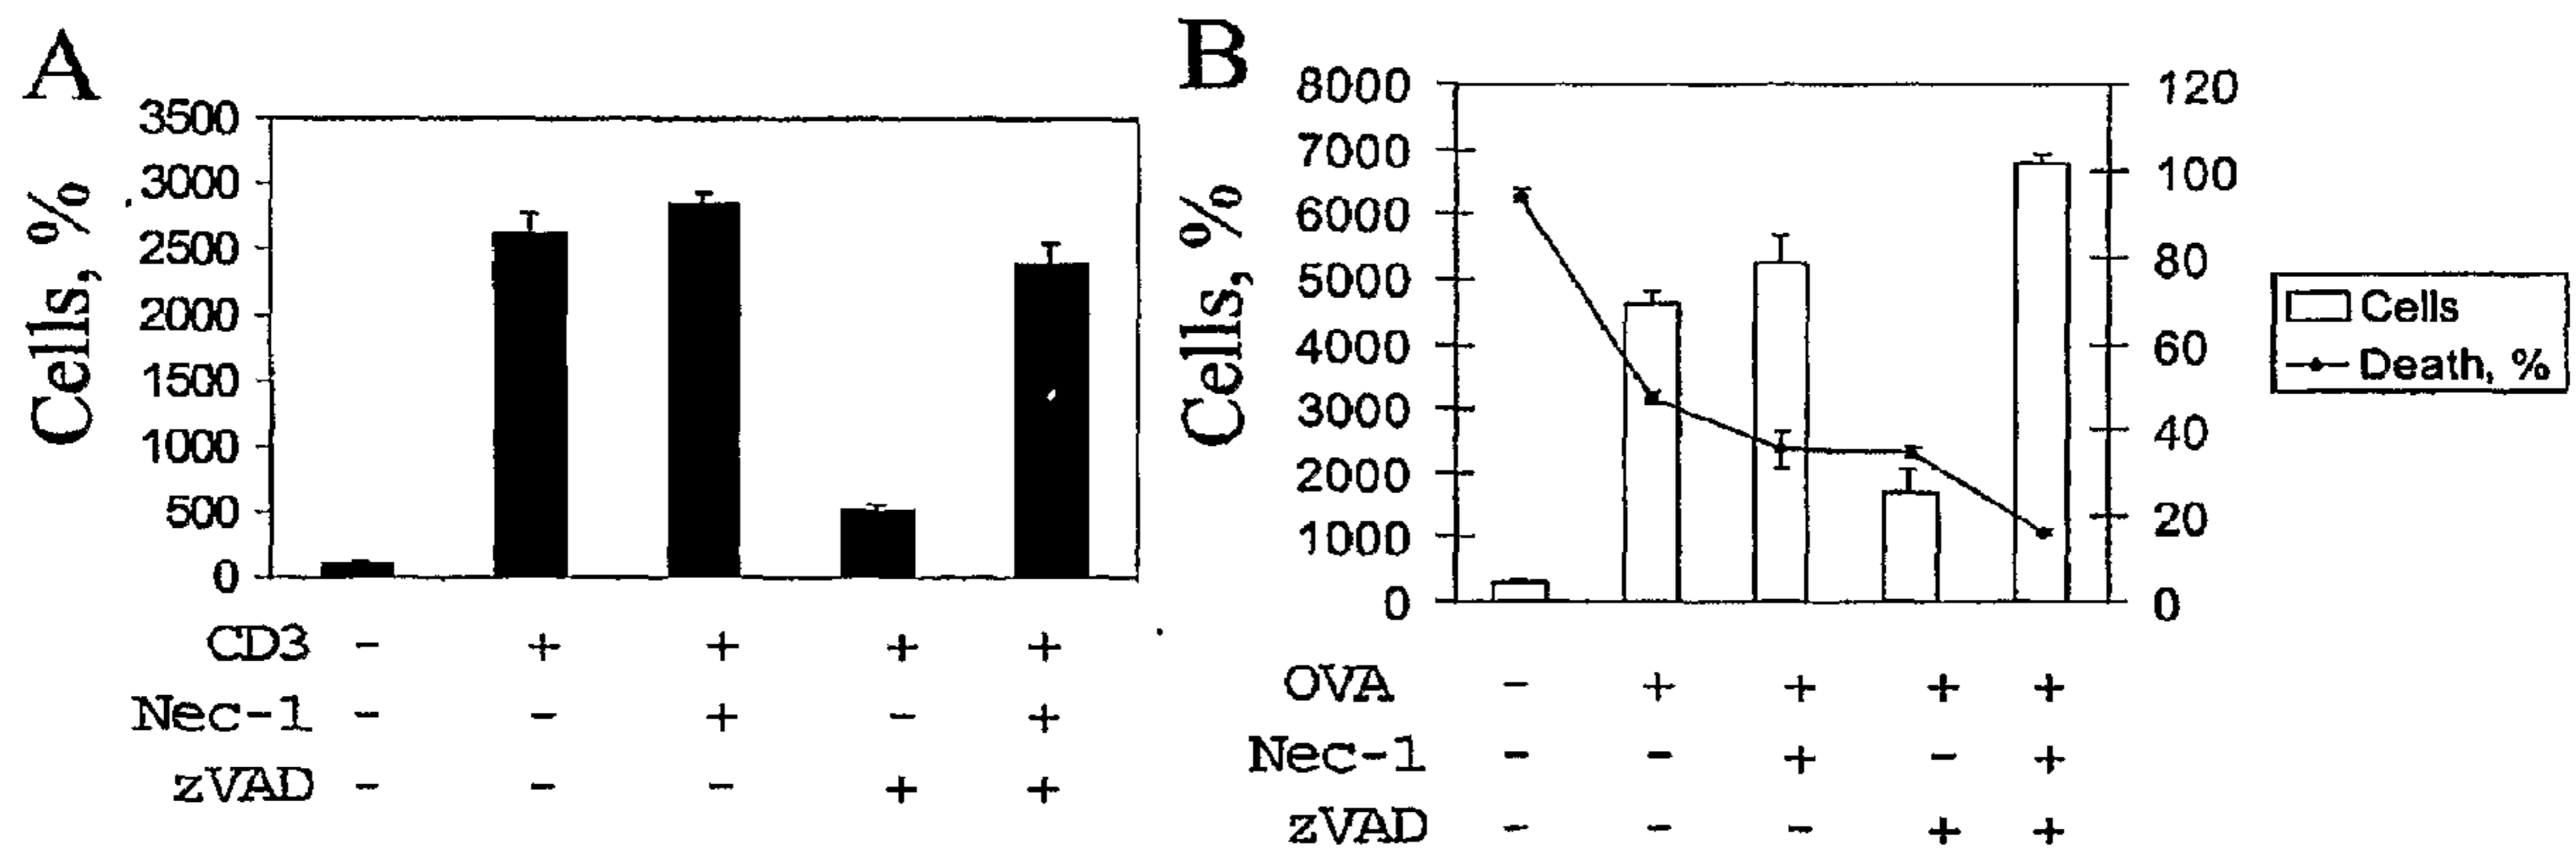 A
Cells, %
3500
3000
2500
2000
1500
1000
500
0
CD3 - + + + +
Nec-1 - - + - +
zVAD - - - + +
B
Cells, %
8000
7000
6000
5000
4000
3000
2000
1000
0
120
100
80
60
40
20
0
Cells
Death, %
OVA - + + + +
Nec-1 - - + - +
zVAD - - - + +